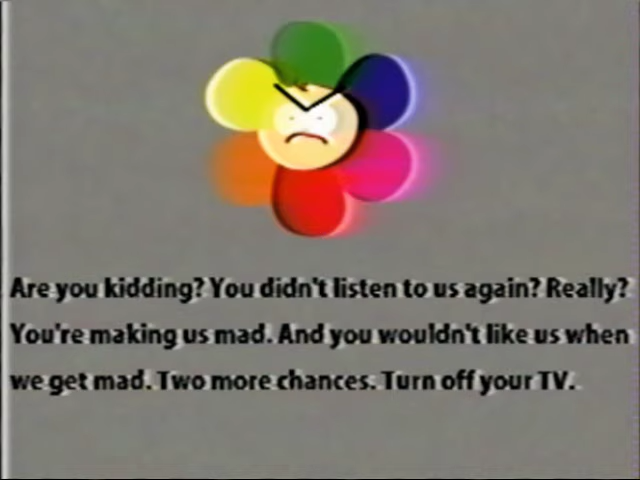 Are you kidding? You didn't listen to us again? Really?
You're making us mad. And you wouldn't like us when
we get mad. Two more chances. Turn off your TV.